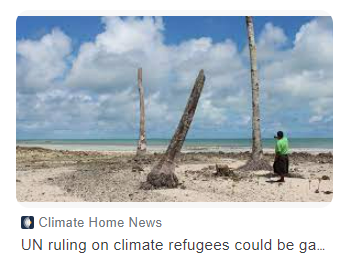 Climate Home News
UN ruling on climate refugees could be ga...